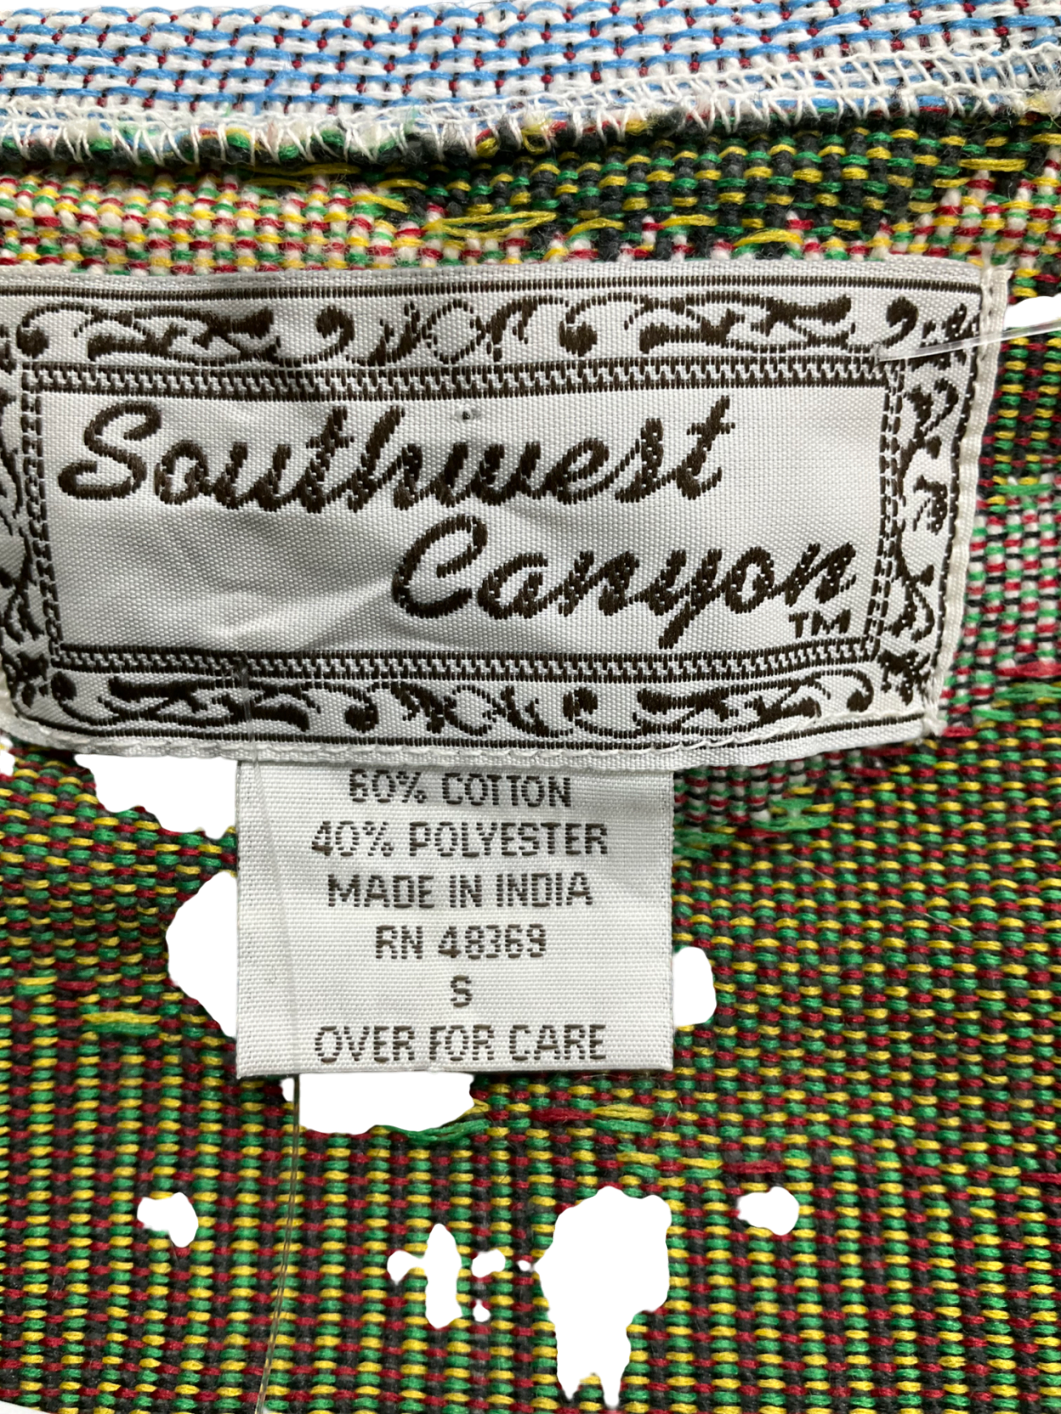 Southwest
Canyon
TM
60% COTTON
40% POLYESTER
MADE IN INDIA
RN 48369
S
OVER FOR CARE